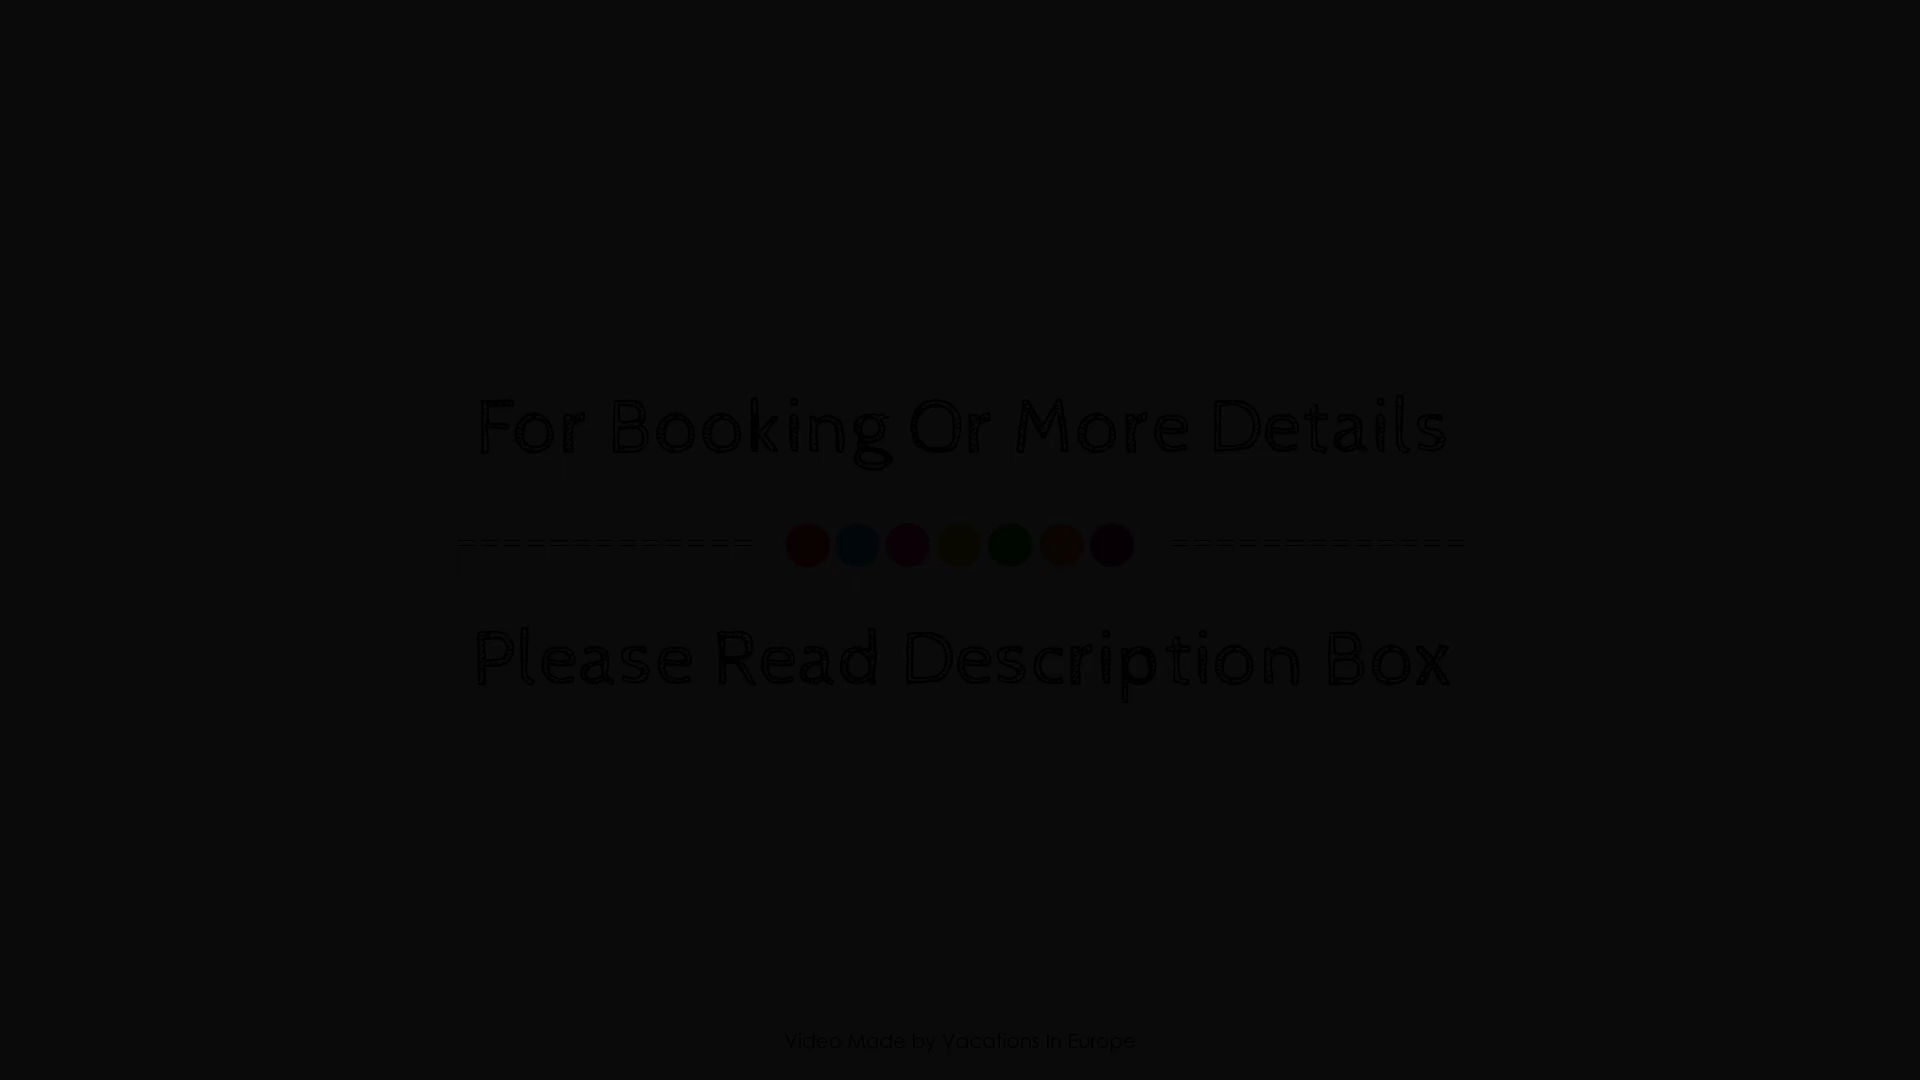 For Booking Or More Details
Please Read Description Box
Video Made by Vacations In Europe